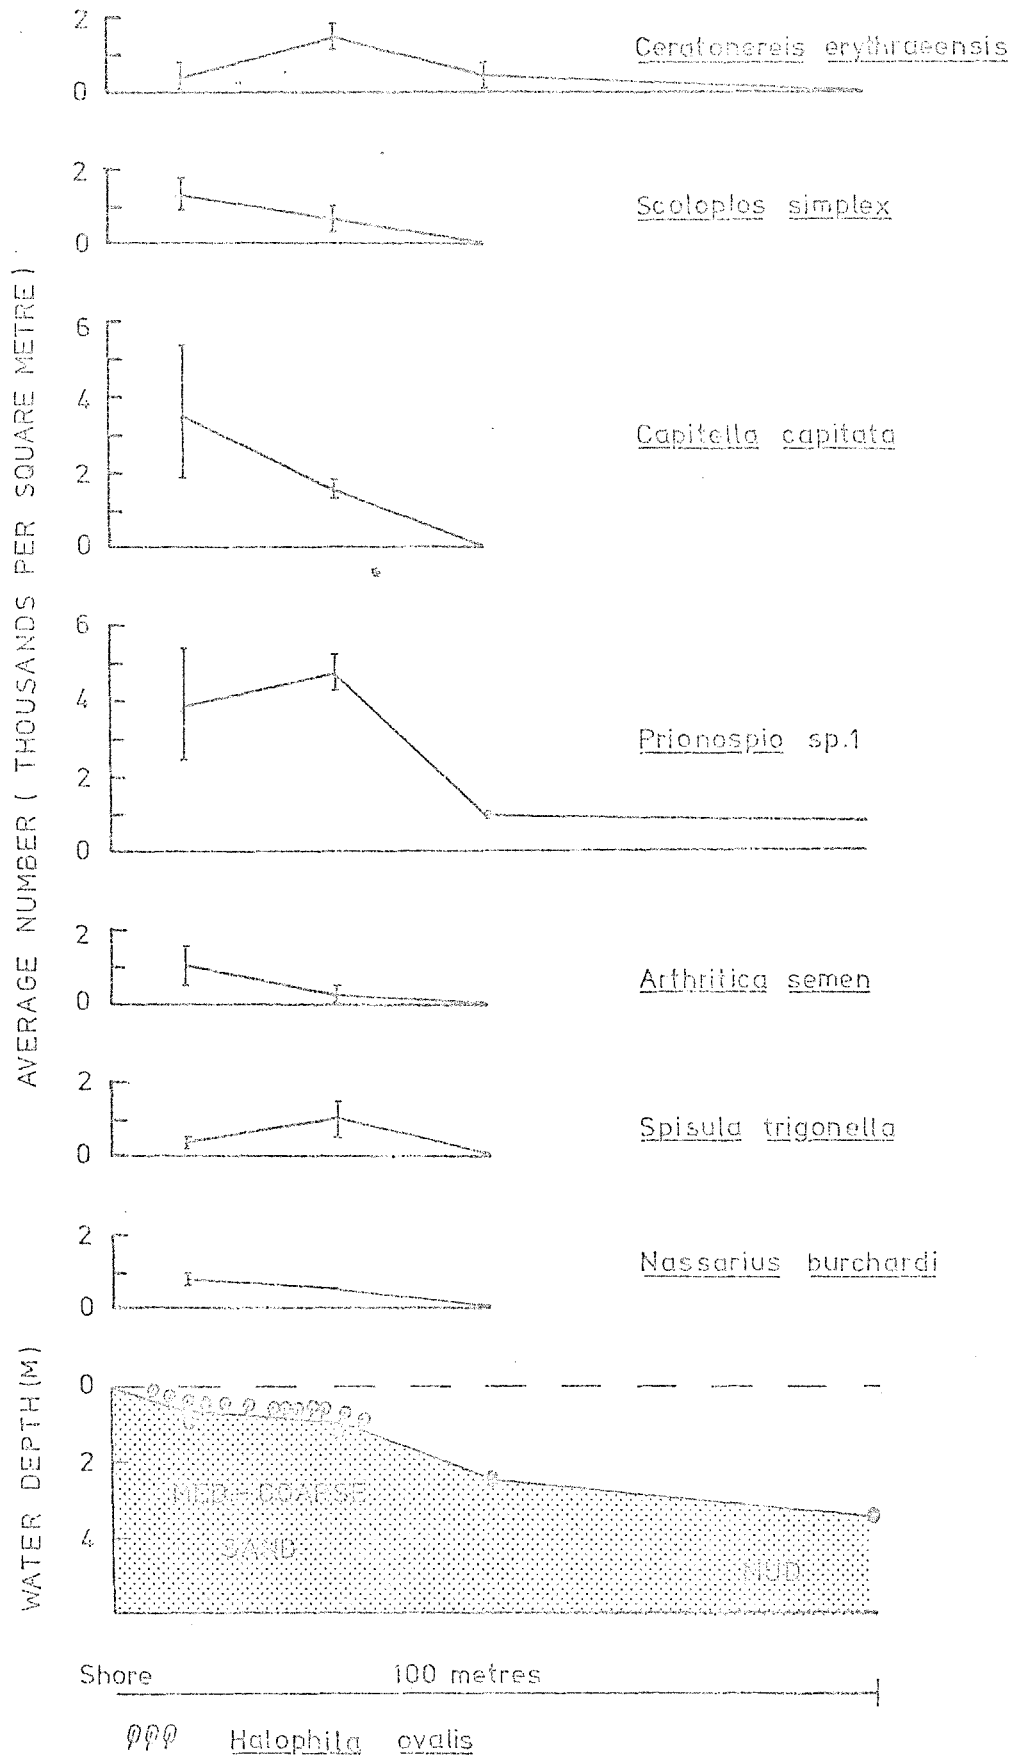 2
0
Ceratonereis erythraeensis
2
0
Scoloplos simplex
6
4
2
0
Capitella capitata
6
4
2
0
Prionospio sp.1
2
0
Arthritica semen
2
0
Spisula trigonella
2
0
Nassarius burchardi
AVERAGE NUMBER ( THOUSANDS PER SQUARE METRE)
0
2
4
WATER DEPTH (M)
MED-COARSE
SAND
MUD
Shore 100 metres
Halophila ovalis